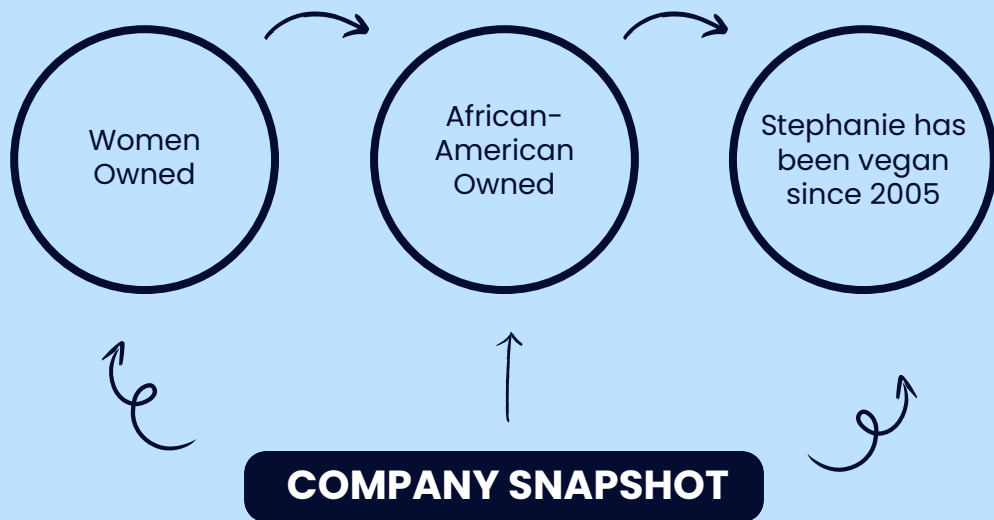 Women
Owned
African-
American
Owned
Stephanie has
been vegan
since 2005
COMPANY SNAPSHOT